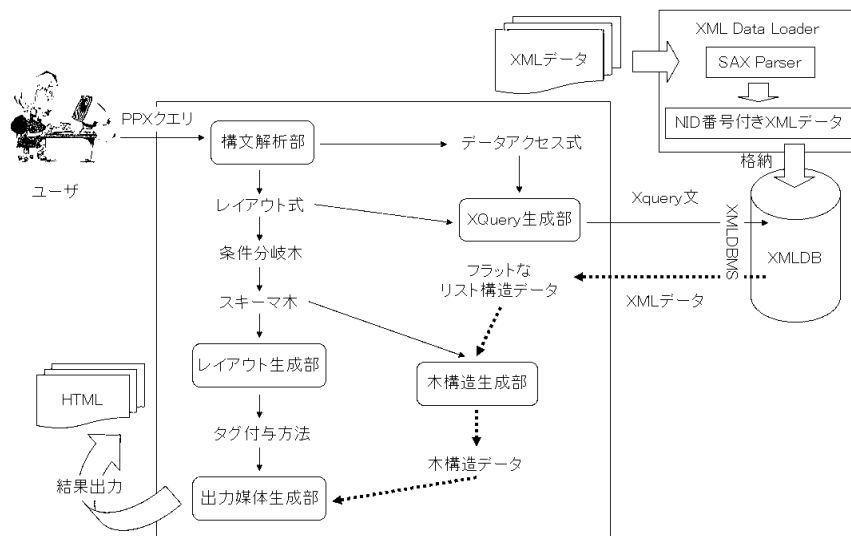 XML Data Loader
XMLデータ
SAX Parser
NID番号付きXMLデータ
格納
PPXクエリ
ユーザ
構文解析部
データアクセス式
レイアウト式
XQuery生成部
Xquery文
XMLDBMS
XMLDB
条件分岐木
フラットな
リスト構造データ
XMLデータ
スキーマ木
レイアウト生成部
木構造生成部
HTML
タグ付与方法
木構造データ
結果出力
出力媒体生成部